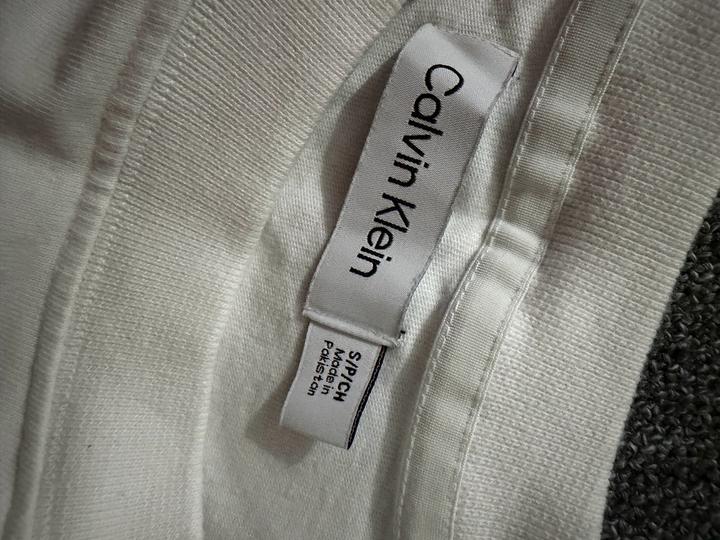 Calvin Klein
S/P/CH
Made in
Pakistan